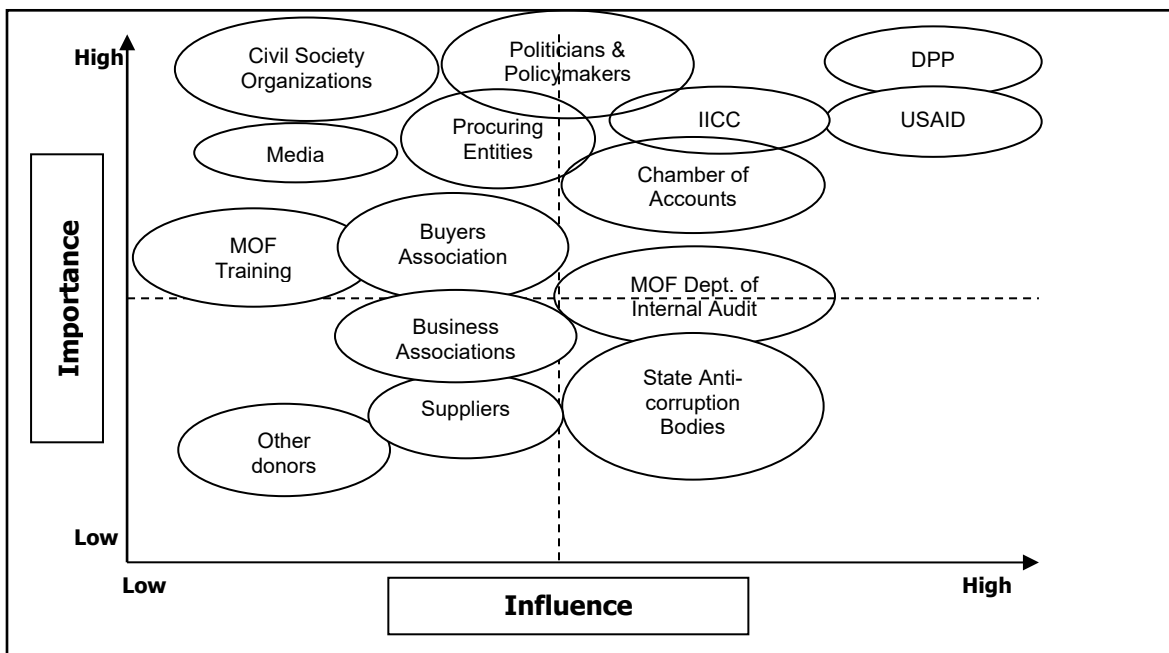 High
Civil Society
Organizations
Politicians &
Policymakers
DPP
Media
Procuring
Entities
IICC
USAID
Chamber of
Accounts
MOF
Training
Buyers
Association
MOF Dept. of
Internal Audit
Importance
Business
Associations
State Anti-
corruption
Bodies
Suppliers
Other
donors
Low
Low
High
Influence